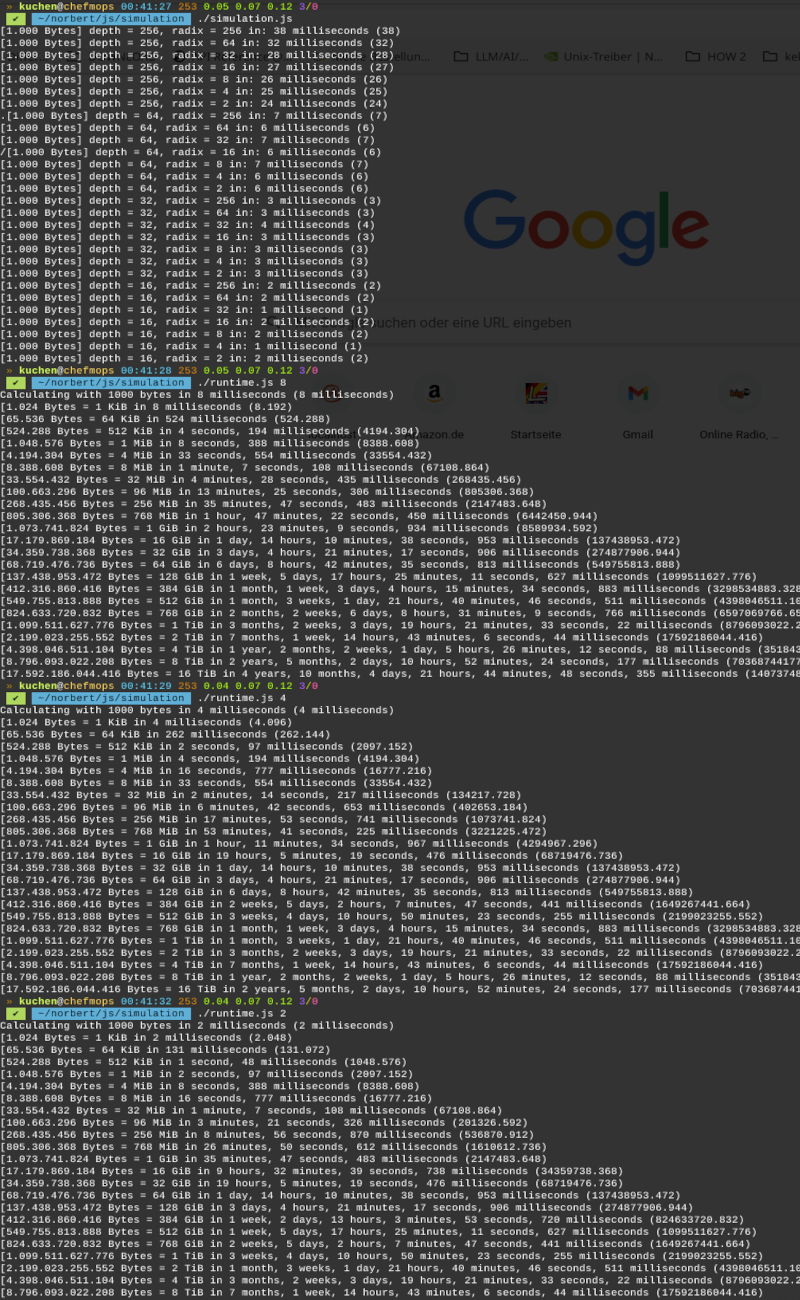 » kuchen@chefmops 00:41:27 253 0.05 0.07 0.12 3/0
✔ ~/norbert/js/simulation ./simulation.js
[1.000 Bytes] depth = 256, radix = 256 in: 38 milliseconds (38)
[1.000 Bytes] depth = 256, radix = 64 in: 32 milliseconds (32)
[1.000 Bytes] depth = 256, radix = 32 in: 28 milliseconds (28)
LLM/AI/...
Unix-Treiber | N...
HOW 2
[1.000 Bytes] depth = 256, radix = 16 in: 27 milliseconds (27)
[1.000 Bytes] depth = 256, radix = 8 in: 26 milliseconds (26)
[1.000 Bytes] depth = 256, radix = 4 in: 25 milliseconds (25)
[1.000 Bytes] depth = 256, radix = 2 in: 24 milliseconds (24)
.[1.000 Bytes] depth = 64, radix = 256 in: 7 milliseconds (7)
[1.000 Bytes] depth = 64, radix = 64 in: 6 milliseconds (6)
[1.000 Bytes] depth = 64, radix = 32 in: 7 milliseconds (7)
/[1.000 Bytes] depth = 64, radix = 16 in: 6 milliseconds (6)
[1.000 Bytes] depth = 64, radix = 8 in: 7 milliseconds (7)
[1.000 Bytes] depth = 64, radix = 4 in: 6 milliseconds (6)
[1.000 Bytes] depth = 64, radix = 2 in: 6 milliseconds (6)
[1.000 Bytes] depth = 32, radix = 256 in: 3 milliseconds (3)
[1.000 Bytes] depth = 32, radix = 64 in: 3 milliseconds (3)
[1.000 Bytes] depth = 32, radix = 32 in: 4 milliseconds (4)
[1.000 Bytes] depth = 32, radix = 16 in: 3 milliseconds (3)
[1.000 Bytes] depth = 32, radix = 8 in: 3 milliseconds (3)
[1.000 Bytes] depth = 32, radix = 4 in: 3 milliseconds (3)
[1.000 Bytes] depth = 32, radix = 2 in: 3 milliseconds (3)
Google
[1.000 Bytes] depth = 16, radix = 256 in: 2 milliseconds (2)
[1.000 Bytes] depth = 16, radix = 64 in: 2 milliseconds (2)
[1.000 Bytes] depth = 16, radix = 32 in: 1 millisecond (1)
[1.000 Bytes] depth = 16, radix = 16 in: 2 milliseconds (2)
uchen oder eine URL eingeben
[1.000 Bytes] depth = 16, radix = 8 in: 2 milliseconds (2)
[1.000 Bytes] depth = 16, radix = 4 in: 1 millisecond (1)
[1.000 Bytes] depth = 16, radix = 2 in: 2 milliseconds (2)
» kuchen@chefmops 00:41:28 253 0.05 0.07 0.12 3/0
✔ ~/norbert/js/simulation ./runtime.js 8
Calculating with 1000 bytes in 8 milliseconds (8 milliseconds)
[1.024 Bytes = 1 KiB in 8 milliseconds (8.192)
[65.536 Bytes = 64 KiB in 524 milliseconds (524.288)
[524.288 Bytes = 512 KiB in 4 seconds, 194 milliseconds (4194.304)
amazon.de
Startseite
Gmail
Online Radio, ...
[1.048.576 Bytes = 1 MiB in 8 seconds, 388 milliseconds (8388.608)
[4.194.304 Bytes = 4 MiB in 33 seconds, 554 milliseconds (33554.432)
[8.388.608 Bytes = 8 MiB in 1 minute, 7 seconds, 108 milliseconds (67108.864)
[33.554.432 Bytes = 32 MiB in 4 minutes, 28 seconds, 435 milliseconds (268435.456)
[100.663.296 Bytes = 96 MiB in 13 minutes, 25 seconds, 306 milliseconds (805306.368)
[268.435.456 Bytes = 256 MiB in 35 minutes, 47 seconds, 483 milliseconds (2147483.648)
[805.306.368 Bytes = 768 MiB in 1 hour, 47 minutes, 22 seconds, 450 milliseconds (6442450.944)
[1.073.741.824 Bytes = 1 GiB in 2 hours, 23 minutes, 9 seconds, 934 milliseconds (8589934.592)
[17.179.869.184 Bytes = 16 GiB in 1 day, 14 hours, 10 minutes, 38 seconds, 953 milliseconds (137438953.472)
[34.359.738.368 Bytes = 32 GiB in 3 days, 4 hours, 21 minutes, 17 seconds, 906 milliseconds (274877906.944)
[68.719.476.736 Bytes = 64 GiB in 6 days, 8 hours, 42 minutes, 35 seconds, 813 milliseconds (549755813.888)
[137.438.953.472 Bytes = 128 GiB in 1 week, 5 days, 17 hours, 25 minutes, 11 seconds, 627 milliseconds (1099511627.776)
[412.316.860.416 Bytes = 384 GiB in 1 month, 1 week, 3 days, 4 hours, 15 minutes, 34 seconds, 883 milliseconds (3298534883.328
[549.755.813.888 Bytes = 512 GiB in 1 month, 3 weeks, 1 day, 21 hours, 40 minutes, 46 seconds, 511 milliseconds (4398046511.10
[824.633.720.832 Bytes = 768 GiB in 2 months, 2 weeks, 6 days, 8 hours, 31 minutes, 9 seconds, 766 milliseconds (6597069766.65
[1.099.511.627.776 Bytes = 1 TiB in 3 months, 2 weeks, 3 days, 19 hours, 21 minutes, 33 seconds, 22 milliseconds (8796093022.2
[2.199.023.255.552 Bytes = 2 TiB in 7 months, 1 week, 14 hours, 43 minutes, 6 seconds, 44 milliseconds (17592186044.416)
[4.398.046.511.104 Bytes = 4 TiB in 1 year, 2 months, 2 weeks, 1 day, 5 hours, 26 minutes, 12 seconds, 88 milliseconds (351843
[8.796.093.022.208 Bytes = 8 TiB in 2 years, 5 months, 2 days, 10 hours, 52 minutes, 24 seconds, 177 milliseconds (70368744177
[17.592.186.044.416 Bytes = 16 TiB in 4 years, 10 months, 4 days, 21 hours, 44 minutes, 48 seconds, 355 milliseconds (14073748
» kuchen@chefmops 00:41:29 253 0.04 0.07 0.12 3/0
✔ ~/norbert/js/simulation ./runtime.js 4
Calculating with 1000 bytes in 4 milliseconds (4 milliseconds)
[1.024 Bytes = 1 KiB in 4 milliseconds (4.096)
[65.536 Bytes = 64 KiB in 262 milliseconds (262.144)
[524.288 Bytes = 512 KiB in 2 seconds, 97 milliseconds (2097.152)
[1.048.576 Bytes = 1 MiB in 4 seconds, 194 milliseconds (4194.304)
[4.194.304 Bytes = 4 MiB in 16 seconds, 777 milliseconds (16777.216)
[8.388.608 Bytes = 8 MiB in 33 seconds, 554 milliseconds (33554.432)
[33.554.432 Bytes = 32 MiB in 2 minutes, 14 seconds, 217 milliseconds (134217.728)
[100.663.296 Bytes = 96 MiB in 6 minutes, 42 seconds, 653 milliseconds (402653.184)
[268.435.456 Bytes = 256 MiB in 17 minutes, 53 seconds, 741 milliseconds (1073741.824)
[805.306.368 Bytes = 768 MiB in 53 minutes, 41 seconds, 225 milliseconds (3221225.472)
[1.073.741.824 Bytes = 1 GiB in 1 hour, 11 minutes, 34 seconds, 967 milliseconds (4294967.296)
[17.179.869.184 Bytes = 16 GiB in 19 hours, 5 minutes, 19 seconds, 476 milliseconds (68719476.736)
[34.359.738.368 Bytes = 32 GiB in 1 day, 14 hours, 10 minutes, 38 seconds, 953 milliseconds (137438953.472)
[68.719.476.736 Bytes = 64 GiB in 3 days, 4 hours, 21 minutes, 17 seconds, 906 milliseconds (274877906.944)
[137.438.953.472 Bytes = 128 GiB in 6 days, 8 hours, 42 minutes, 35 seconds, 813 milliseconds (549755813.888)
[412.316.860.416 Bytes = 384 GiB in 2 weeks, 5 days, 2 hours, 7 minutes, 47 seconds, 441 milliseconds (1649267441.664)
[549.755.813.888 Bytes = 512 GiB in 3 weeks, 4 days, 10 hours, 50 minutes, 23 seconds, 255 milliseconds (2199023255.552)
[824.633.720.832 Bytes = 768 GiB in 1 month, 1 week, 3 days, 4 hours, 15 minutes, 34 seconds, 883 milliseconds (3298534883.328
[1.099.511.627.776 Bytes = 1 TiB in 1 month, 3 weeks, 1 day, 21 hours, 40 minutes, 46 seconds, 511 milliseconds (4398046511.10
[2.199.023.255.552 Bytes = 2 TiB in 3 months, 2 weeks, 3 days, 19 hours, 21 minutes, 33 seconds, 22 milliseconds (8796093022.2
[4.398.046.511.104 Bytes = 4 TiB in 7 months, 1 week, 14 hours, 43 minutes, 6 seconds, 44 milliseconds (17592186044.416)
[8.796.093.022.208 Bytes = 8 TiB in 1 year, 2 months, 2 weeks, 1 day, 5 hours, 26 minutes, 12 seconds, 88 milliseconds (351843
[17.592.186.044.416 Bytes = 16 TiB in 2 years, 5 months, 2 days, 10 hours, 52 minutes, 24 seconds, 177 milliseconds (703687441
» kuchen@chefmops 00:41:32 253 0.04 0.07 0.12 3/0
✔ ~/norbert/js/simulation ./runtime.js 2
Calculating with 1000 bytes in 2 milliseconds (2 milliseconds)
[1.024 Bytes = 1 KiB in 2 milliseconds (2.048)
[65.536 Bytes = 64 KiB in 131 milliseconds (131.072)
[524.288 Bytes = 512 KiB in 1 second, 48 milliseconds (1048.576)
[1.048.576 Bytes = 1 MiB in 2 seconds, 97 milliseconds (2097.152)
[4.194.304 Bytes = 4 MiB in 8 seconds, 388 milliseconds (8388.608)
[8.388.608 Bytes = 8 MiB in 16 seconds, 777 milliseconds (16777.216)
[33.554.432 Bytes = 32 MiB in 1 minute, 7 seconds, 108 milliseconds (67108.864)
[100.663.296 Bytes = 96 MiB in 3 minutes, 21 seconds, 326 milliseconds (201326.592)
[268.435.456 Bytes = 256 MiB in 8 minutes, 56 seconds, 870 milliseconds (536870.912)
[805.306.368 Bytes = 768 MiB in 26 minutes, 50 seconds, 612 milliseconds (1610612.736)
[1.073.741.824 Bytes = 1 GiB in 35 minutes, 47 seconds, 483 milliseconds (2147483.648)
[17.179.869.184 Bytes = 16 GiB in 9 hours, 32 minutes, 39 seconds, 738 milliseconds (34359738.368)
[34.359.738.368 Bytes = 32 GiB in 19 hours, 5 minutes, 19 seconds, 476 milliseconds (68719476.736)
[68.719.476.736 Bytes = 64 GiB in 1 day, 14 hours, 10 minutes, 38 seconds, 953 milliseconds (137438953.472)
[137.438.953.472 Bytes = 128 GiB in 3 days, 4 hours, 21 minutes, 17 seconds, 906 milliseconds (274877906.944)
[412.316.860.416 Bytes = 384 GiB in 1 week, 2 days, 13 hours, 3 minutes, 53 seconds, 720 milliseconds (824633720.832)
[549.755.813.888 Bytes = 512 GiB in 1 week, 5 days, 17 hours, 25 minutes, 11 seconds, 627 milliseconds (1099511627.776)
[824.633.720.832 Bytes = 768 GiB in 2 weeks, 5 days, 2 hours, 7 minutes, 47 seconds, 441 milliseconds (1649267441.664)
[1.099.511.627.776 Bytes = 1 TiB in 3 weeks, 4 days, 10 hours, 50 minutes, 23 seconds, 255 milliseconds (2199023255.552)
[2.199.023.255.552 Bytes = 2 TiB in 1 month, 3 weeks, 1 day, 21 hours, 40 minutes, 46 seconds, 511 milliseconds (4398046511.10
[4.398.046.511.104 Bytes = 4 TiB in 3 months, 2 weeks, 3 days, 19 hours, 21 minutes, 33 seconds, 22 milliseconds (8796093022.2
[8.796.093.022.208 Bytes = 8 TiB in 7 months, 1 week, 14 hours, 43 minutes, 6 seconds, 44 milliseconds (17592186044.416)